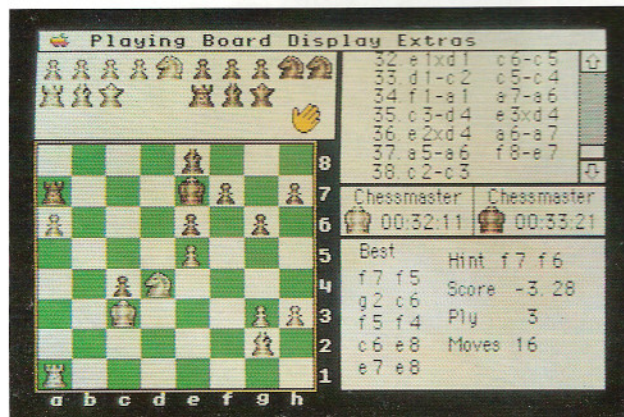 Playing Board Display Extras
32. e1xd1 c6-c5
33. d1-c2 c5-c4
34. f1-a1 a7-a6
35. c3-d4 e3xd4
36. e2xd4 a6-a7
37. a5-a6 f8-e7
38. c2-c3
Chessmaster Chessmaster
00:32:11 00:33:21
Best
f7 f5
g2 c6
f5 f4
c6 e8
e7 e8
Hint f7 f6
Score -3.28
Ply 3
Moves 16
8
7
6
5
4
3
2
1
a b c d e f g h